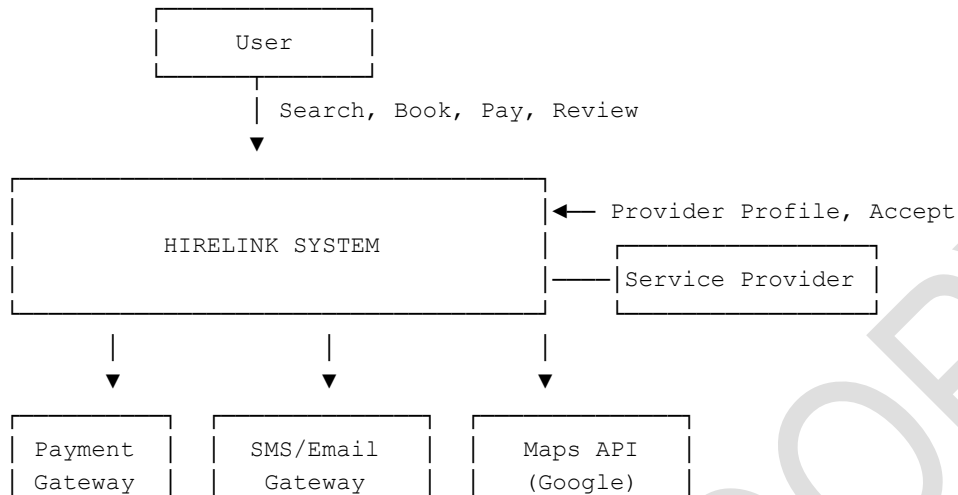 User
Search, Book, Pay, Review
Provider Profile, Accept
HIRELINK SYSTEM
Service Provider
Payment Gateway
SMS/Email Gateway
Maps API (Google)